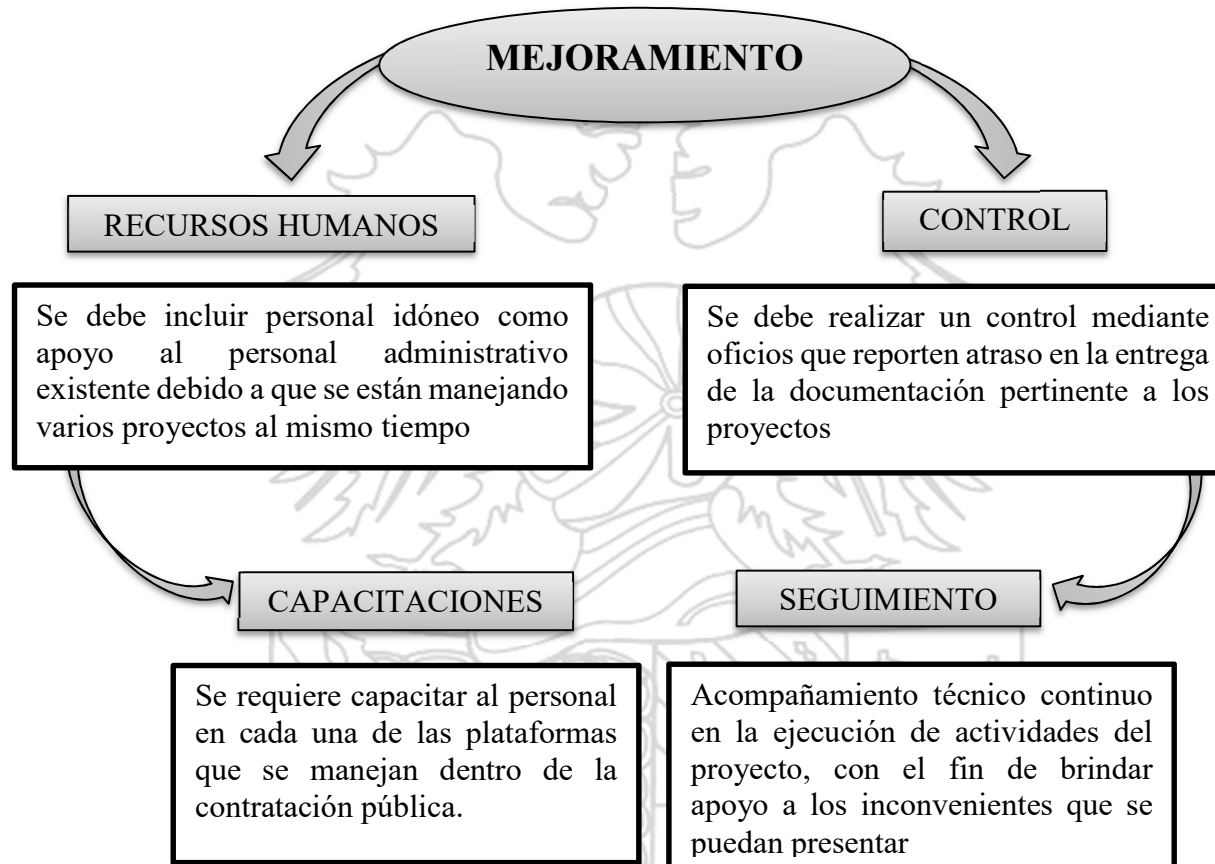 MEJORAMIENTO
RECURSOS HUMANOS
Se debe incluir personal idóneo como
apoyo al personal administrativo
existente debido a que se están manejando
varios proyectos al mismo tiempo
CONTROL
Se debe realizar un control mediante
oficios que reporten atraso en la entrega
de la documentación pertinente a los
proyectos
CAPACITACIONES
Se requiere capacitar al personal
en cada una de las plataformas
que se manejan dentro de la
contratación pública.
SEGUIMIENTO
Acompañamiento técnico continuo
en la ejecución de actividades del
proyecto, con el fin de brindar
apoyo a los inconvenientes que se
puedan presentar